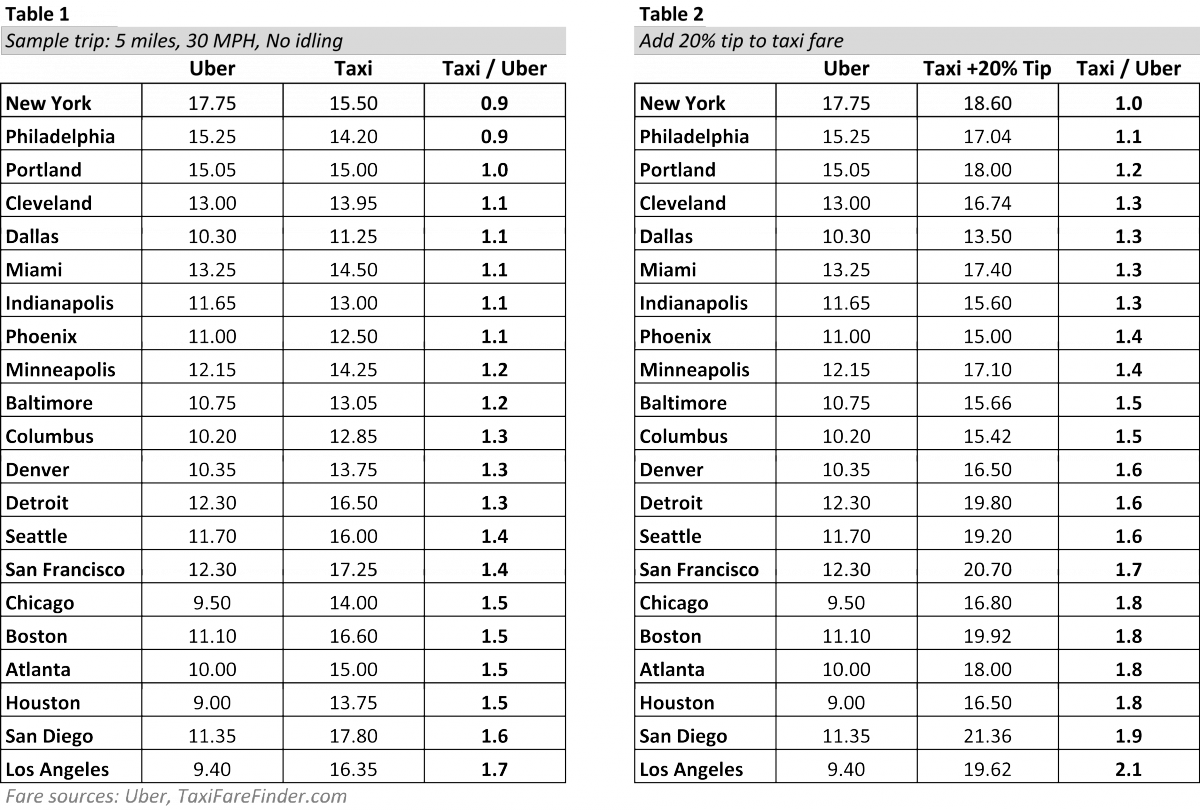 Table 1
Sample trip: 5 miles, 30 MPH, No idling
Uber Taxi Taxi / Uber
New York 17.75 15.50 0.9
Philadelphia 15.25 14.20 0.9
Portland 15.05 15.00 1.0
Cleveland 13.00 13.95 1.1
Dallas 10.30 11.25 1.1
Miami 13.25 14.50 1.1
Indianapolis 11.65 13.00 1.1
Phoenix 11.00 12.50 1.1
Minneapolis 12.15 14.25 1.2
Baltimore 10.75 13.05 1.2
Columbus 10.20 12.85 1.3
Denver 10.35 13.75 1.3
Detroit 12.30 16.50 1.3
Seattle 11.70 16.00 1.4
San Francisco 12.30 17.25 1.4
Chicago 9.50 14.00 1.5
Boston 11.10 16.60 1.5
Atlanta 10.00 15.00 1.5
Houston 9.00 13.75 1.5
San Diego 11.35 17.80 1.6
Los Angeles 9.40 16.35 1.7
Fare sources: Uber, TaxiFareFinder.com
Table 2
Add 20% tip to taxi fare
Uber Taxi +20% Tip Taxi / Uber
New York 17.75 18.60 1.0
Philadelphia 15.25 17.04 1.1
Portland 15.05 18.00 1.2
Cleveland 13.00 16.74 1.3
Dallas 10.30 13.50 1.3
Miami 13.25 17.40 1.3
Indianapolis 11.65 15.60 1.3
Phoenix 11.00 15.00 1.4
Minneapolis 12.15 17.10 1.4
Baltimore 10.75 15.66 1.5
Columbus 10.20 15.42 1.5
Denver 10.35 16.50 1.6
Detroit 12.30 19.80 1.6
Seattle 11.70 19.20 1.6
San Francisco 12.30 20.70 1.7
Chicago 9.50 16.80 1.8
Boston 11.10 19.92 1.8
Atlanta 10.00 18.00 1.8
Houston 9.00 16.50 1.8
San Diego 11.35 21.36 1.9
Los Angeles 9.40 19.62 2.1